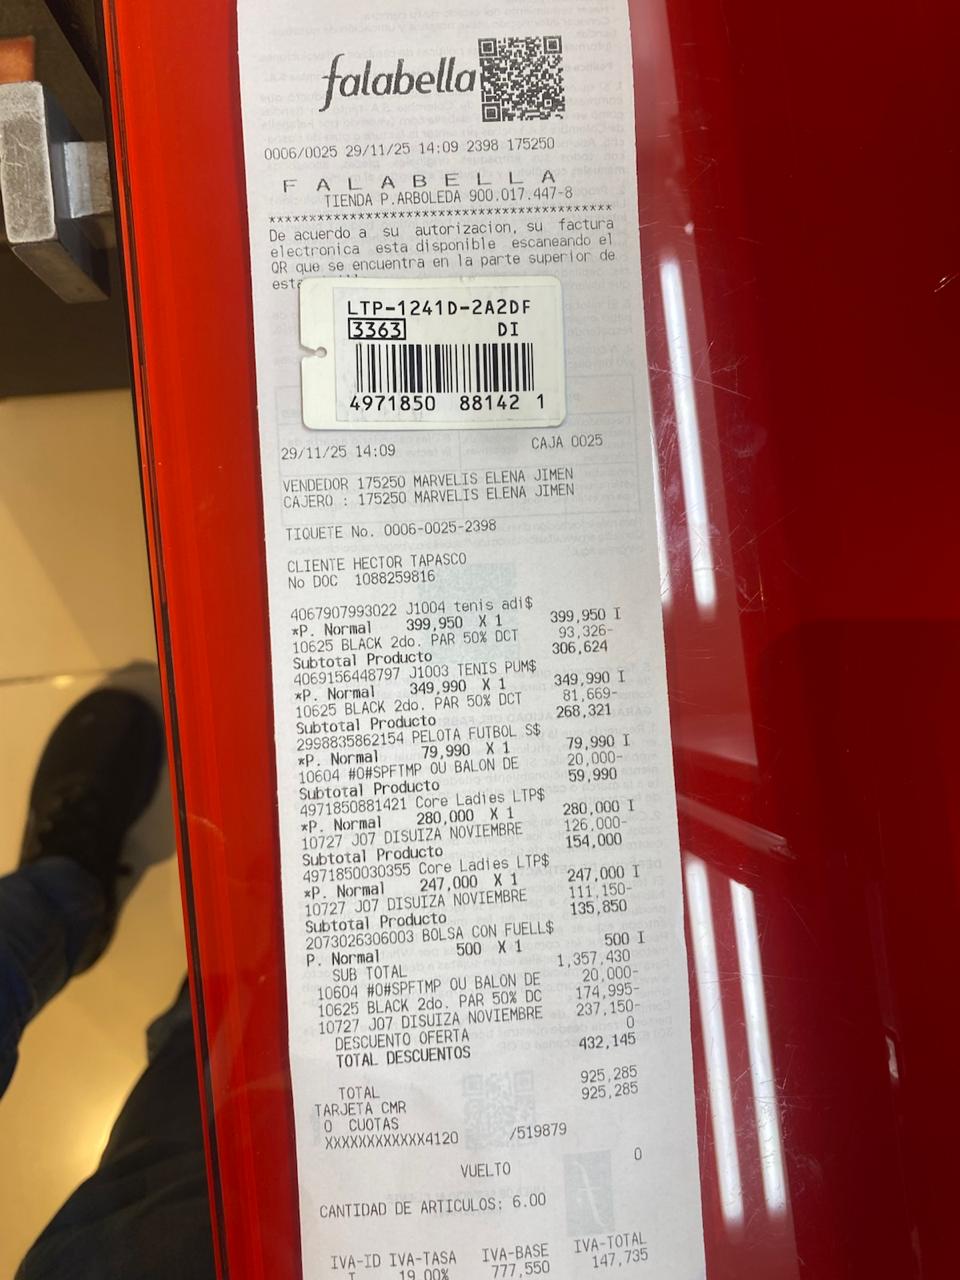 falabella
0006/0025 29/11/25 14:09 2398 175250
F A L A B E L L A
TIENDA P.ARBOLEDA 900.017.447-8
****************************************
De acuerdo a su autorizacion, su factura
electronica esta disponible escaneando el
QR que se encuentra en la parte superior de
esta
LTP-1241D-2A2DF
3363 DI
4971850 88142 1
29/11/25 14:09 CAJA 0025
VENDEDOR 175250 MARVELIS ELENA JIMEN
CAJERO : 175250 MARVELIS ELENA JIMEN
TIQUETE No. 0006-0025-2398
CLIENTE HECTOR TAPASCO
No DOC 1088259816
4067907993022 J1004 tenis adi$
*P. Normal 399,950 X 1 399,950 I
10625 BLACK 2do. PAR 50% DCT 93,326-
Subtotal Producto 306,624
4069156448797 J1003 TENIS PUM$
*P. Normal 349,990 X 1 349,990 I
10625 BLACK 2do. PAR 50% DCT 81,669-
Subtotal Producto 268,321
2998835862154 PELOTA FUTBOL S$
*P. Normal 79,990 X 1 79,990 I
10604 #O#SPFTMP OU BALON DE 20,000-
Subtotal Producto 59,990
4971850881421 Core Ladies LTP$
*P. Normal 280,000 X 1 280,000 I
10727 J07 DISUIZA NOVIEMBRE 126,000-
Subtotal Producto 154,000
4971850030355 Core Ladies LTP$
*P. Normal 247,000 X 1 247,000 I
10727 J07 DISUIZA NOVIEMBRE 111,150-
Subtotal Producto 135,850
2073026306003 BOLSA CON FUELL$
P. Normal 500 X 1 500 I
SUB TOTAL 1,357,430
10604 #O#SPFTMP OU BALON DE 20,000-
10625 BLACK 2do. PAR 50% DC 174,995-
10727 J07 DISUIZA NOVIEMBRE 237,150-
DESCUENTO OFERTA 0
TOTAL DESCUENTOS 432,145
TOTAL 925,285
TARJETA CMR 925,285
0 CUOTAS
XXXXXXXXXXXX4120 /519879
VUELTO 0
CANTIDAD DE ARTICULOS: 6.00
IVA-ID IVA-TASA IVA-BASE IVA-TOTAL
I 19.00% 777,550 147,735